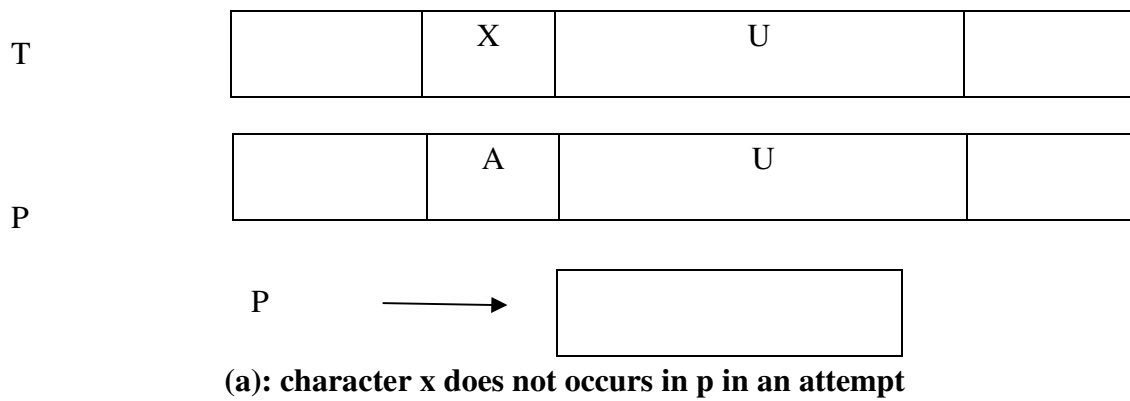 T X U
A U
P
P
(a): character x does not occurs in p in an attempt